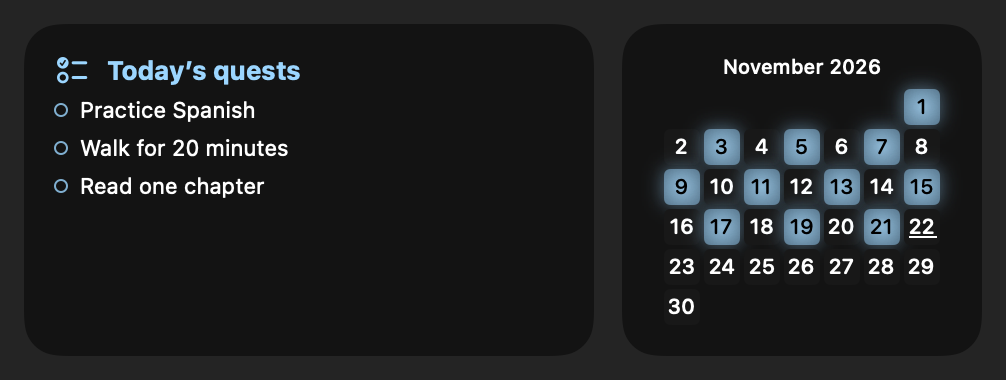 Today’s quests
Practice Spanish
Walk for 20 minutes
Read one chapter
November 2026
1
2 3 4 5 6 7 8
9 10 11 12 13 14 15
16 17 18 19 20 21 22
23 24 25 26 27 28 29
30